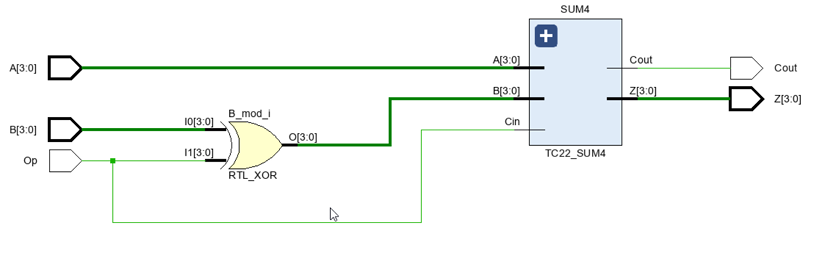 SUM4
A[3:0]
A[3:0]
Cout
Cout
B[3:0]
Z[3:0]
Z[3:0]
B_mod_i
B[3:0]
I0[3:0]
Cin
O[3:0]
Op
I1[3:0]
TC22_SUM4
RTL_XOR